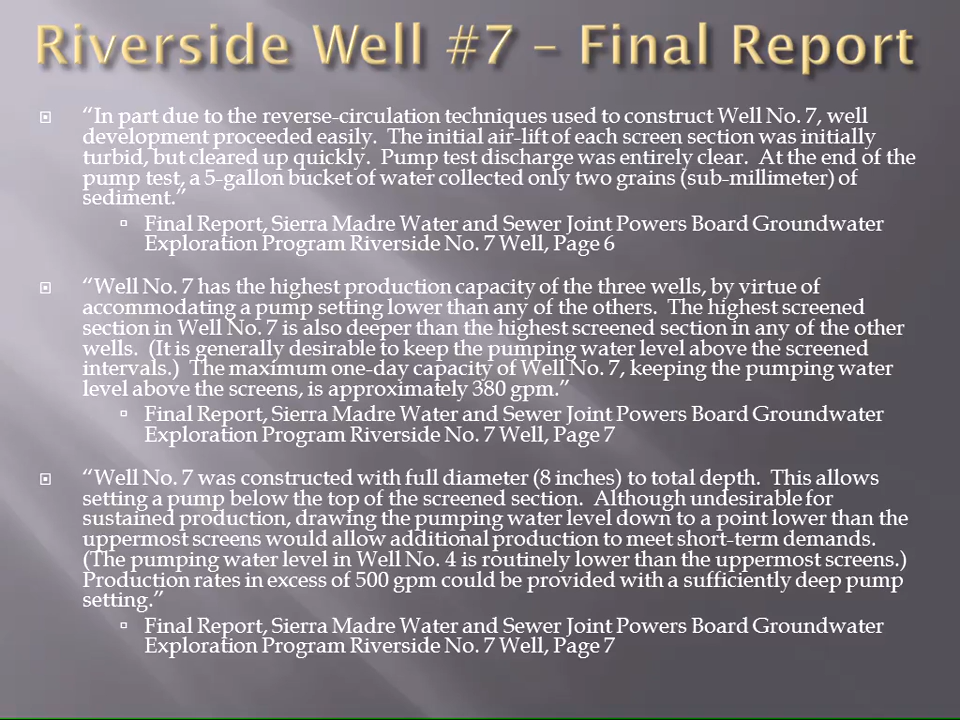 Riverside Well #7 – Final Report
“In part due to the reverse-circulation techniques used to construct Well No. 7, well
development proceeded easily.  The initial air-lift of each screen section was initially
turbid, but cleared up quickly.  Pump test discharge was entirely clear.  At the end of the
pump test, a 5-gallon bucket of water collected only two grains (sub-millimeter) of
sediment.”
Final Report, Sierra Madre Water and Sewer Joint Powers Board Groundwater
Exploration Program Riverside No. 7 Well, Page 6
“Well No. 7 has the highest production capacity of the three wells, by virtue of
accommodating a pump setting lower than any of the others.  The highest screened
section in Well No. 7 is also deeper than the highest screened section in any of the other
wells.  (It is generally desirable to keep the pumping water level above the screened
intervals.)  The maximum one-day capacity of Well No. 7, keeping the pumping water
level above the screens, is approximately 380 gpm.”
Final Report, Sierra Madre Water and Sewer Joint Powers Board Groundwater
Exploration Program Riverside No. 7 Well, Page 7
“Well No. 7 was constructed with full diameter (8 inches) to total depth.  This allows
setting a pump below the top of the screened section.  Although undesirable for
sustained production, drawing the pumping water level down to a point lower than the
uppermost screens would allow additional production to meet short-term demands.
(The pumping water level in Well No. 4 is routinely lower than the uppermost screens.)
Production rates in excess of 500 gpm could be provided with a sufficiently deep pump
setting.”
Final Report, Sierra Madre Water and Sewer Joint Powers Board Groundwater
Exploration Program Riverside No. 7 Well, Page 7